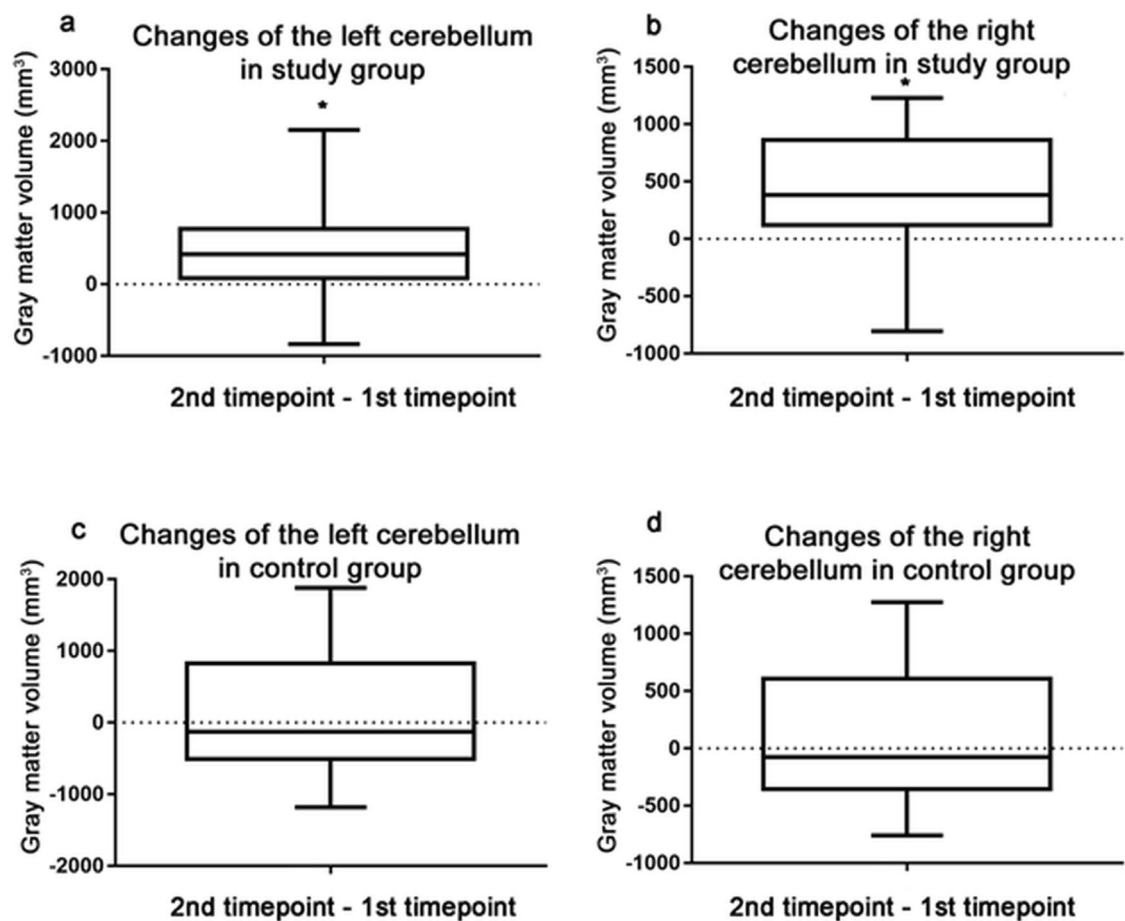 a
Changes of the left cerebellum
in study group
Gray matter volume (mm³)
3000
2000
1000
0
-1000
*
2nd timepoint - 1st timepoint
b
Changes of the right
cerebellum in study group
Gray matter volume (mm³)
1500
1000
500
0
-500
-1000
*
2nd timepoint - 1st timepoint
c
Changes of the left cerebellum
in control group
Gray matter volume (mm³)
2000
1000
0
-1000
-2000
2nd timepoint - 1st timepoint
d
Changes of the right
cerebellum in control group
Gray matter volume (mm³)
1500
1000
500
0
-500
-1000
2nd timepoint - 1st timepoint